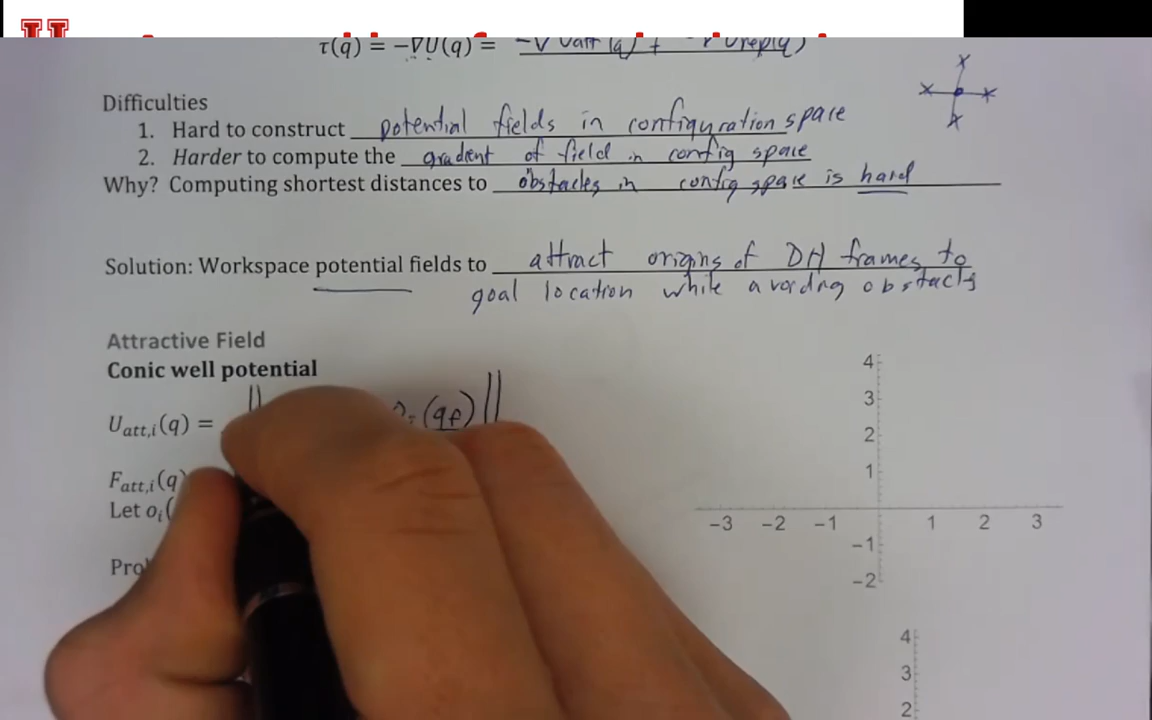 τ(q) = −∇U(q) =
Difficulties
1. Hard to construct potential fields in configuration space
2. Harder to compute the gradient of field in config space
Why? Computing shortest distances to obstacles in config space is hard
Solution: Workspace potential fields to attract origins of DH frames to
goal location while avoiding obstacles
Attractive Field
Conic well potential
U_att,i(q) = || (q_f) ||
F_att,i(q)
Let o_i(
4
3
2
1
−3 −2 −1 1 2 3
−1
−2
4
3
2